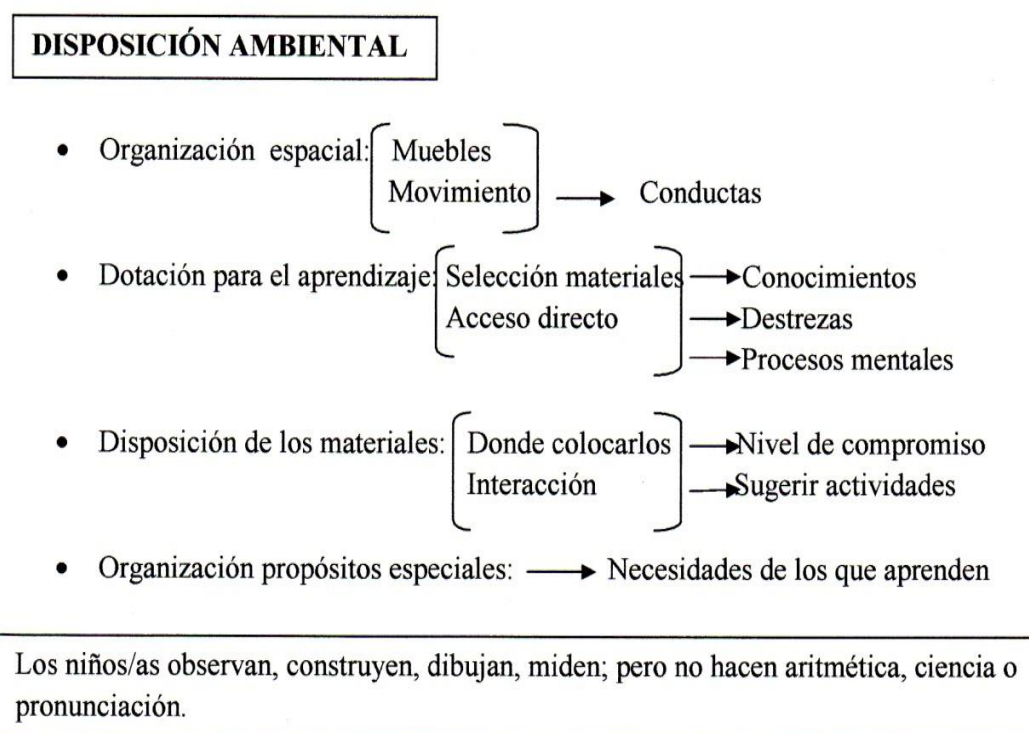 DISPOSICIÓN AMBIENTAL
• Organización espacial: Muebles
Movimiento → Conductas
• Dotación para el aprendizaje: Selección materiales → Conocimientos
Acceso directo → Destrezas
→ Procesos mentales
• Disposición de los materiales: Donde colocarlos → Nivel de compromiso
Interacción → Sugerir actividades
• Organización propósitos especiales: → Necesidades de los que aprenden
Los niños/as observan, construyen, dibujan, miden; pero no hacen aritmética, ciencia o
pronunciación.